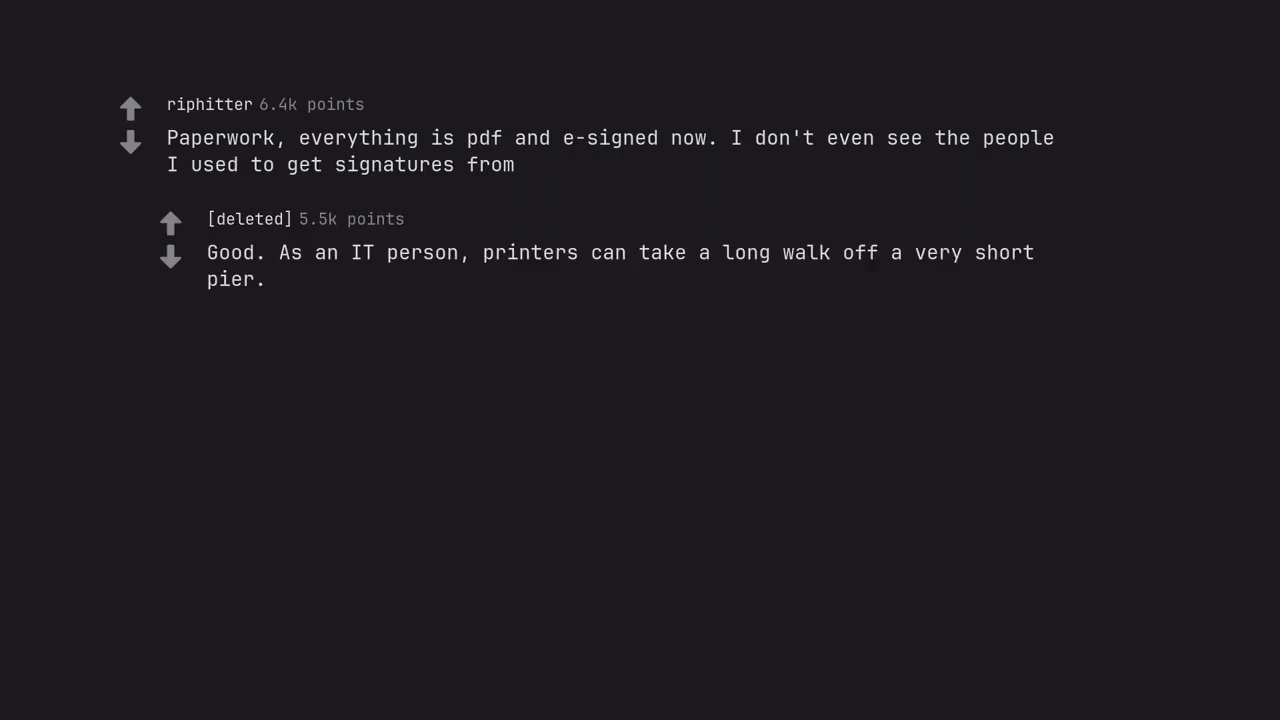 riphitter 6.4k points
Paperwork, everything is pdf and e-signed now. I don't even see the people
I used to get signatures from
[deleted] 5.5k points
Good. As an IT person, printers can take a long walk off a very short
pier.